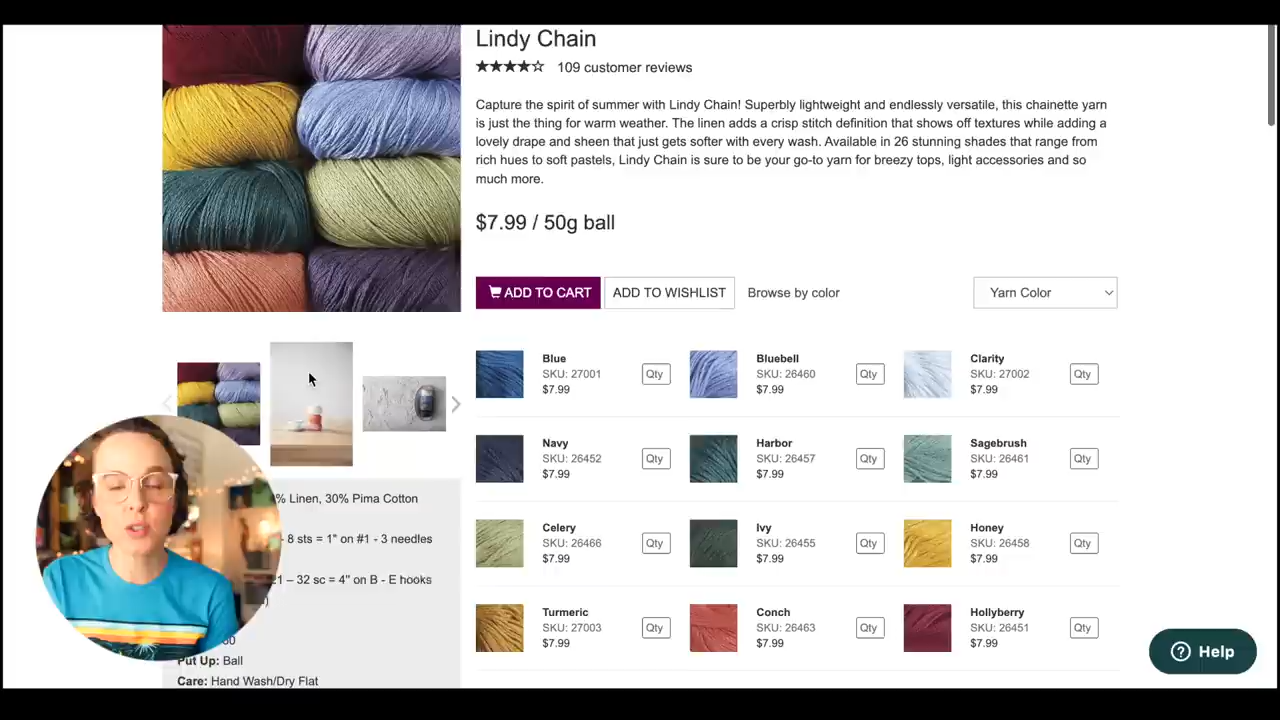 Lindy Chain
109 customer reviews
Capture the spirit of summer with Lindy Chain! Superbly lightweight and endlessly versatile, this chainette yarn
is just the thing for warm weather. The linen adds a crisp stitch definition that shows off textures while adding a
lovely drape and sheen that just gets softer with every wash. Available in 26 stunning shades that range from
rich hues to soft pastels, Lindy Chain is sure to be your go-to yarn for breezy tops, light accessories and so
much more.
$7.99 / 50g ball
ADD TO CART
ADD TO WISHLIST
Browse by color
Yarn Color
Blue
SKU: 27001
$7.99
Qty
Bluebell
SKU: 26460
$7.99
Qty
Clarity
SKU: 27002
$7.99
Qty
Navy
SKU: 26452
$7.99
Qty
Harbor
SKU: 26457
$7.99
Qty
Sagebrush
SKU: 26461
$7.99
Qty
Celery
SKU: 26466
$7.99
Qty
Ivy
SKU: 26455
$7.99
Qty
Honey
SKU: 26458
$7.99
Qty
Turmeric
SKU: 27003
$7.99
Qty
Conch
SKU: 26463
$7.99
Qty
Hollyberry
SKU: 26451
$7.99
Qty
% Linen, 30% Pima Cotton
- 8 sts = 1" on #1 - 3 needles
– 32 sc = 4" on B - E hooks
Put Up: Ball
Care: Hand Wash/Dry Flat
Help